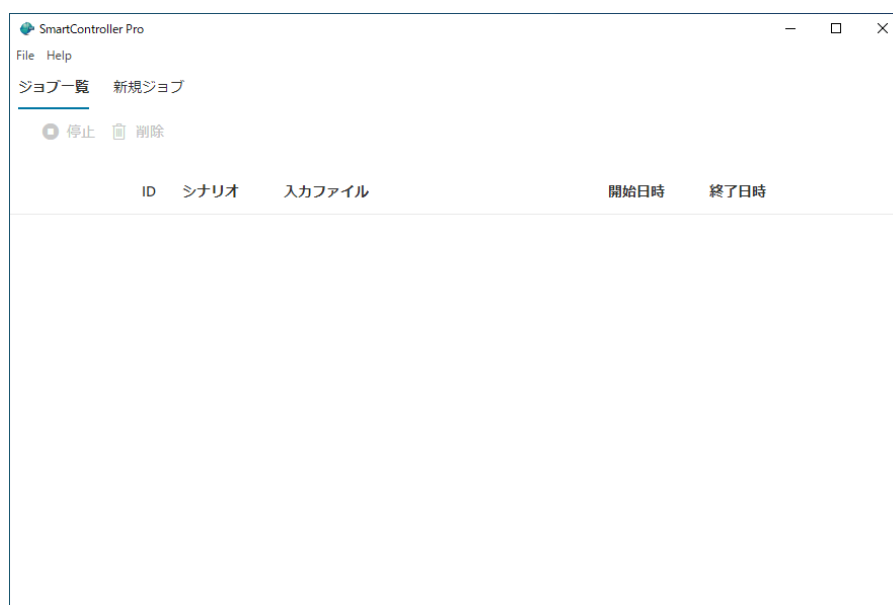 SmartController Pro
File Help
ジョブ一覧 新規ジョブ
停止 削除
ID シナリオ 入力ファイル 開始日時 終了日時